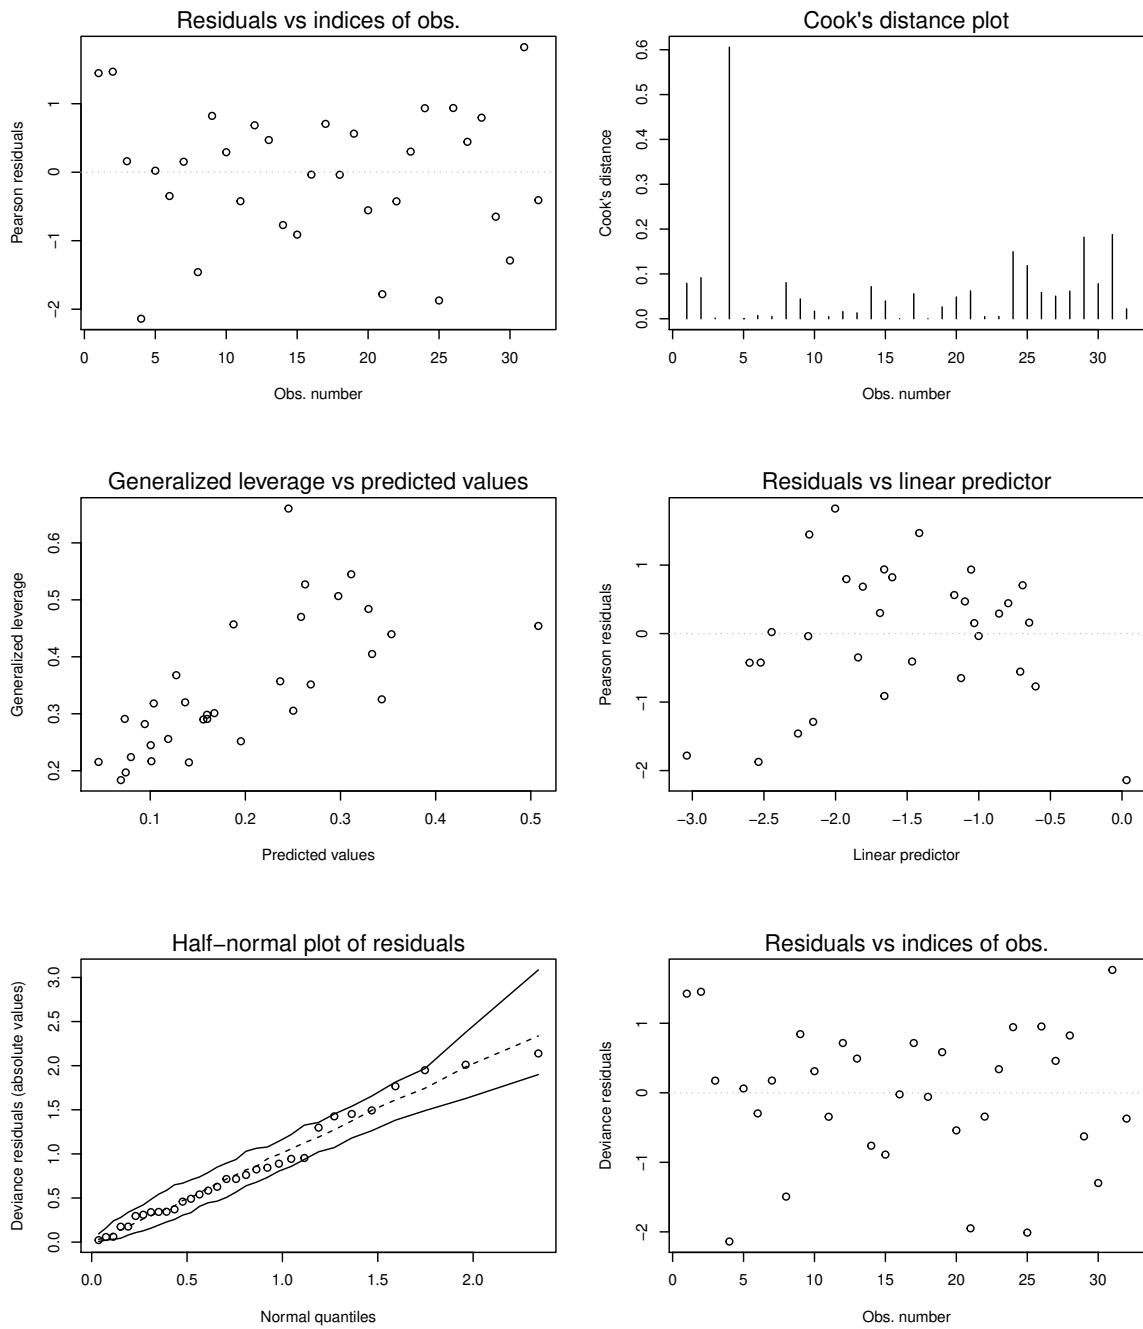 Residuals vs indices of obs.
Pearson residuals
−2 −1 0 1
0 5 10 15 20 25 30
Obs. number
Cook's distance plot
Cook's distance
0.0 0.1 0.2 0.3 0.4 0.5 0.6
0 5 10 15 20 25 30
Obs. number
Generalized leverage vs predicted values
Generalized leverage
0.2 0.3 0.4 0.5 0.6
0.1 0.2 0.3 0.4 0.5
Predicted values
Residuals vs linear predictor
Pearson residuals
−2 −1 0 1
−3.0 −2.5 −2.0 −1.5 −1.0 −0.5 0.0
Linear predictor
Half−normal plot of residuals
Deviance residuals (absolute values)
0.0 0.5 1.0 1.5 2.0 2.5 3.0
0.0 0.5 1.0 1.5 2.0
Normal quantiles
Residuals vs indices of obs.
Deviance residuals
−2 −1 0 1
0 5 10 15 20 25 30
Obs. number